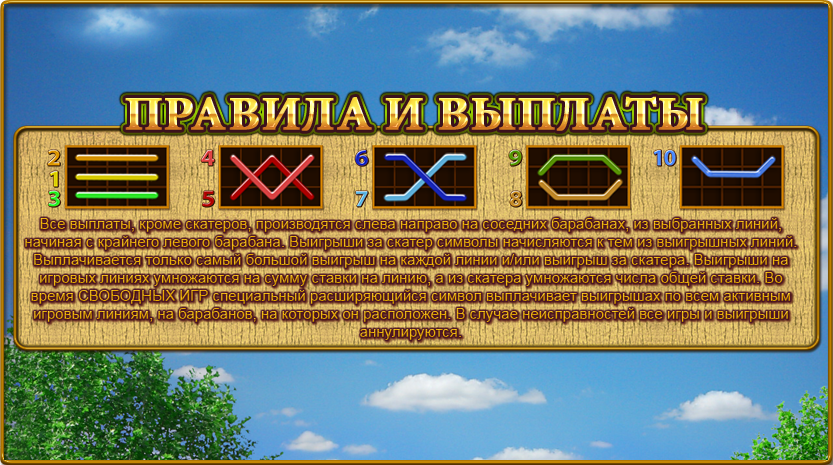 ПРАВИЛА И ВЫПЛАТЫ
2 4 6 9 10
1
3 5 7 8
Все выплаты, кроме скатеров, производятся слева направо на соседних барабанах, из выбранных линий,
начиная с крайнего левого барабана. Выигрыши за скатер символы начисляются к тем из выигрышных линий.
Выплачивается только самый большой выигрыш на каждой линии и/или выигрыш за скатера. Выигрыши на
игровых линиях умножаются на сумму ставки на линию, а из скатера умножаются числа общей ставки. Во
время СВОБОДНЫХ ИГР специальный расширяющийся символ выплачивает выигрышах по всем активным
игровым линиям, на барабанов, на которых он расположен. В случае неисправностей все игры и выигрыши
аннулируются.